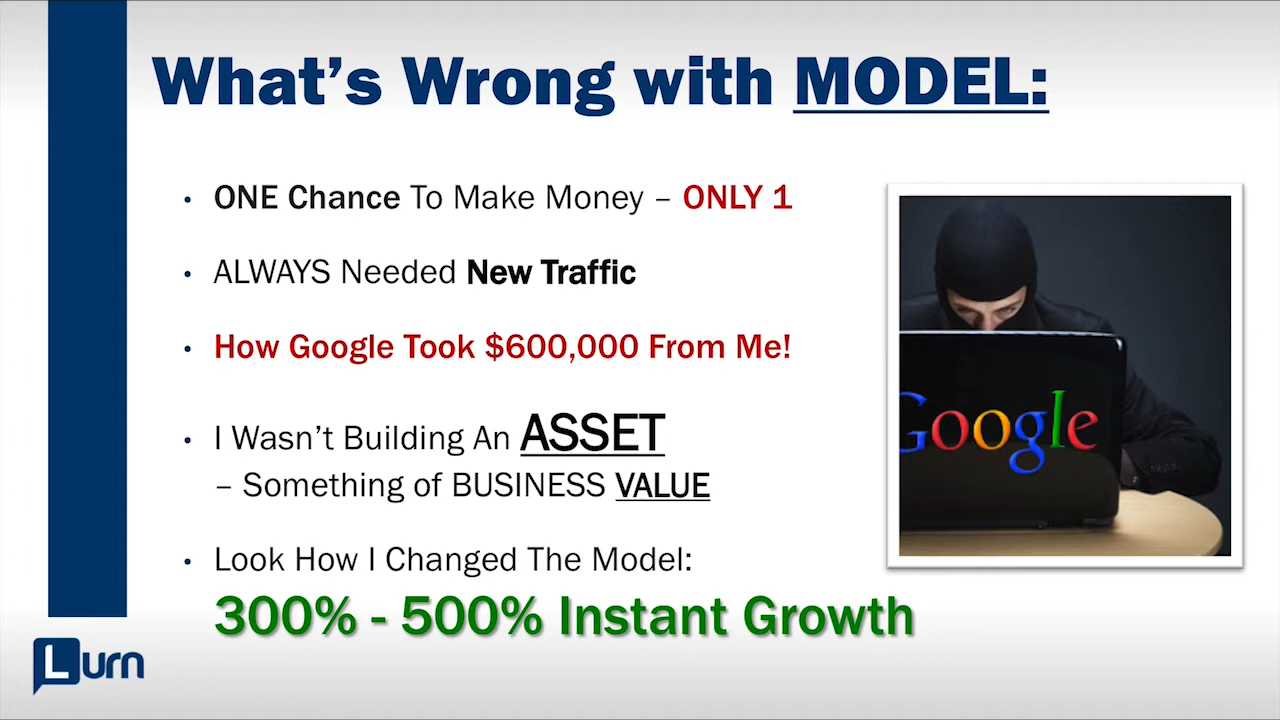 What's Wrong with MODEL:
• ONE Chance To Make Money – ONLY 1
• ALWAYS Needed New Traffic
• How Google Took $600,000 From Me!
• I Wasn't Building An ASSET
– Something of BUSINESS VALUE
• Look How I Changed The Model:
300% - 500% Instant Growth
Google
Lurn